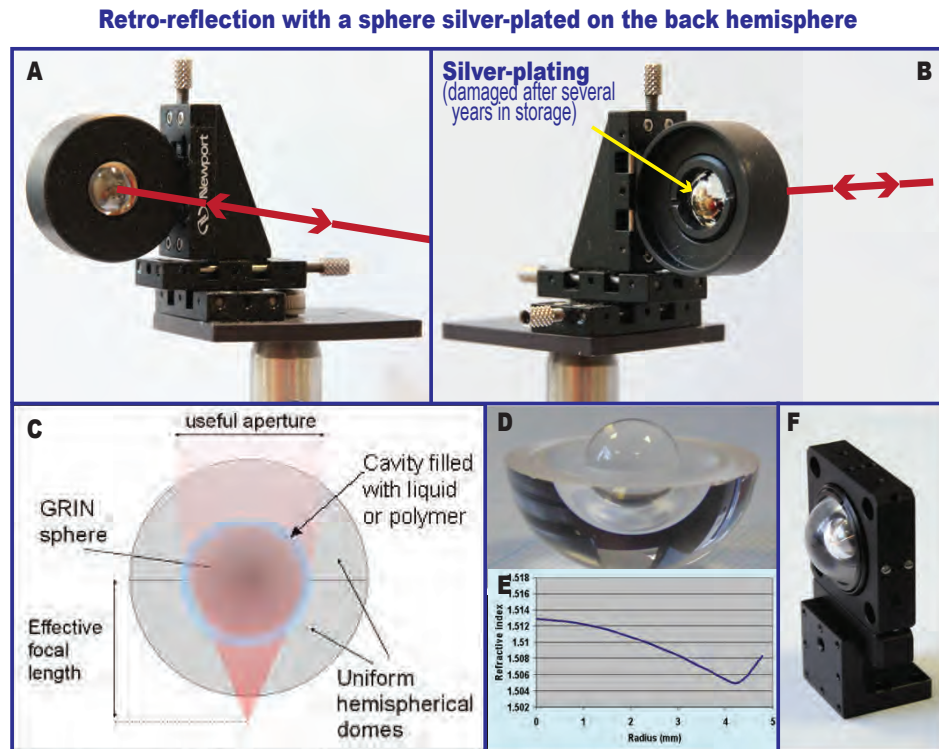 Retro-reflection with a sphere silver-plated on the back hemisphere
A
Newport
Silver-plating
(damaged after several
years in storage)
B
C
useful aperture
Cavity filled
with liquid
or polymer
GRIN
sphere
Effective
focal
length
Uniform
hemispherical
domes
D
E
1.518
1.516
1.514
1.512
1.51
1.508
1.506
1.504
1.502
Refractive index
0
1
2
3
4
5
Radius (mm)
F